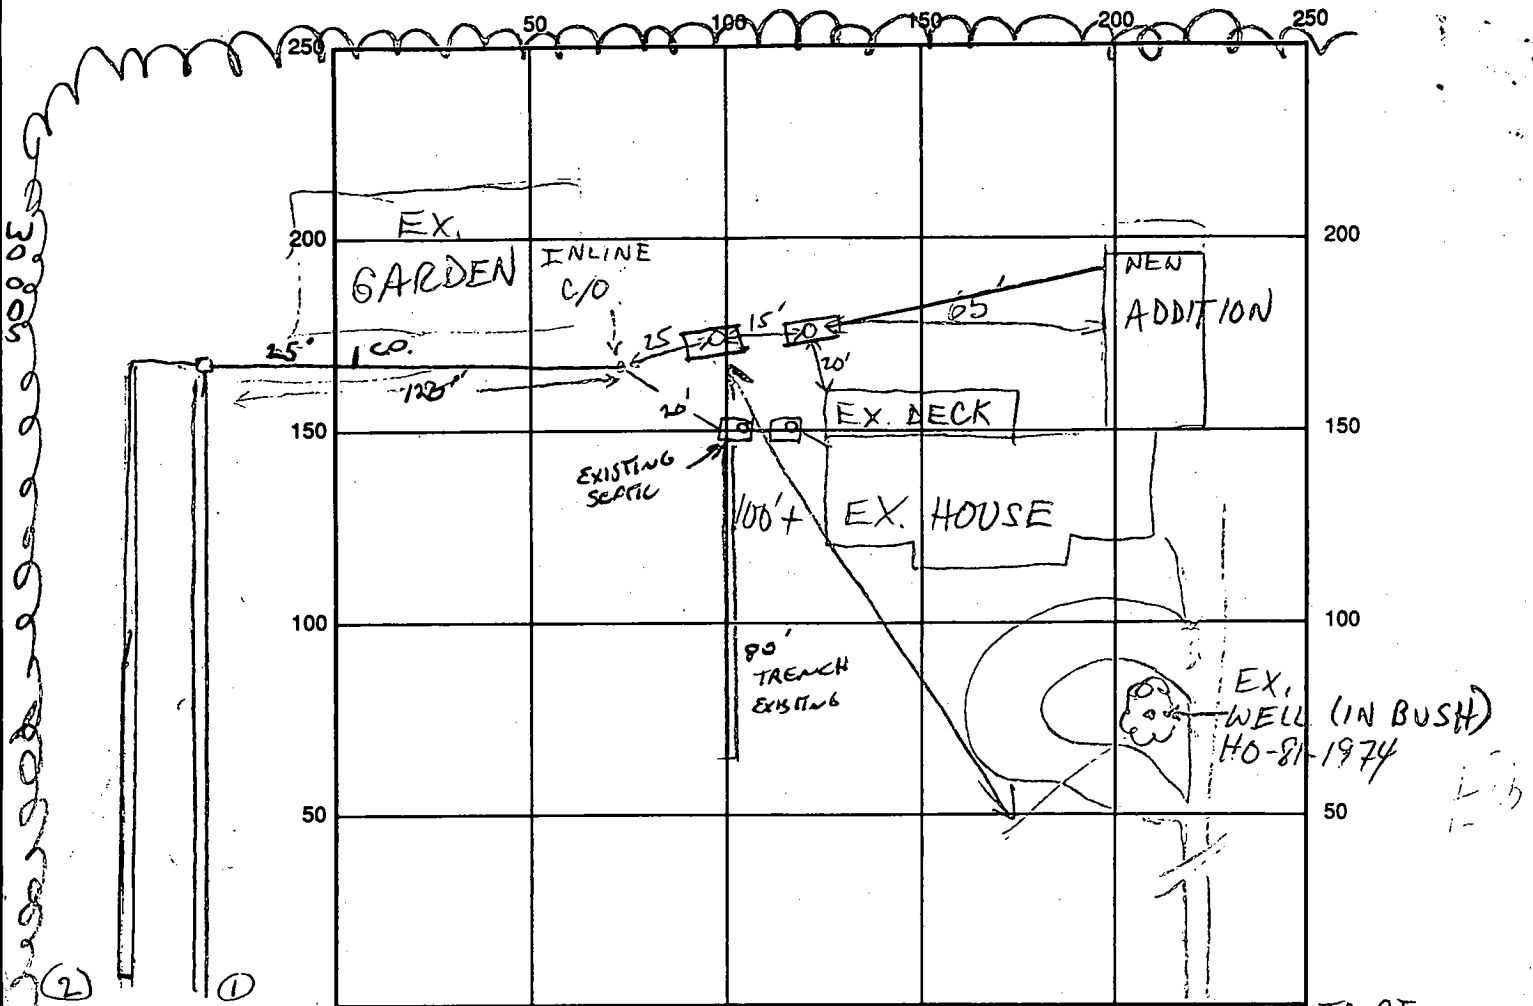 50 100 150 200 250
250
EX.
200
200
GARDEN
INLINE
C/O
NEW
ADDITION
65'
15'
25
25'
C.O.
20'
20'
EX. DECK
150
150
EXISTING
SEPTIC
100'+
EX. HOUSE
100
100
80'
TRENCH
EXISTING
EX.
WELL (IN BUSH)
HO-81-1974
50
50
2
1